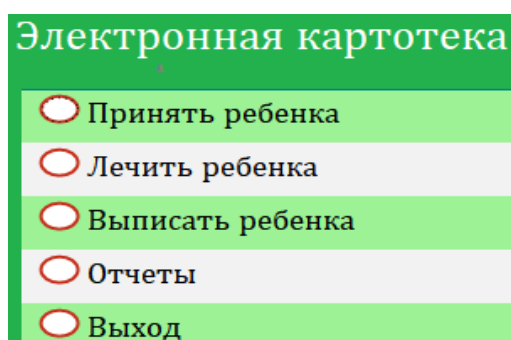 Электронная картотека
Принять ребенка
Лечить ребенка
Выписать ребенка
Отчеты
Выход